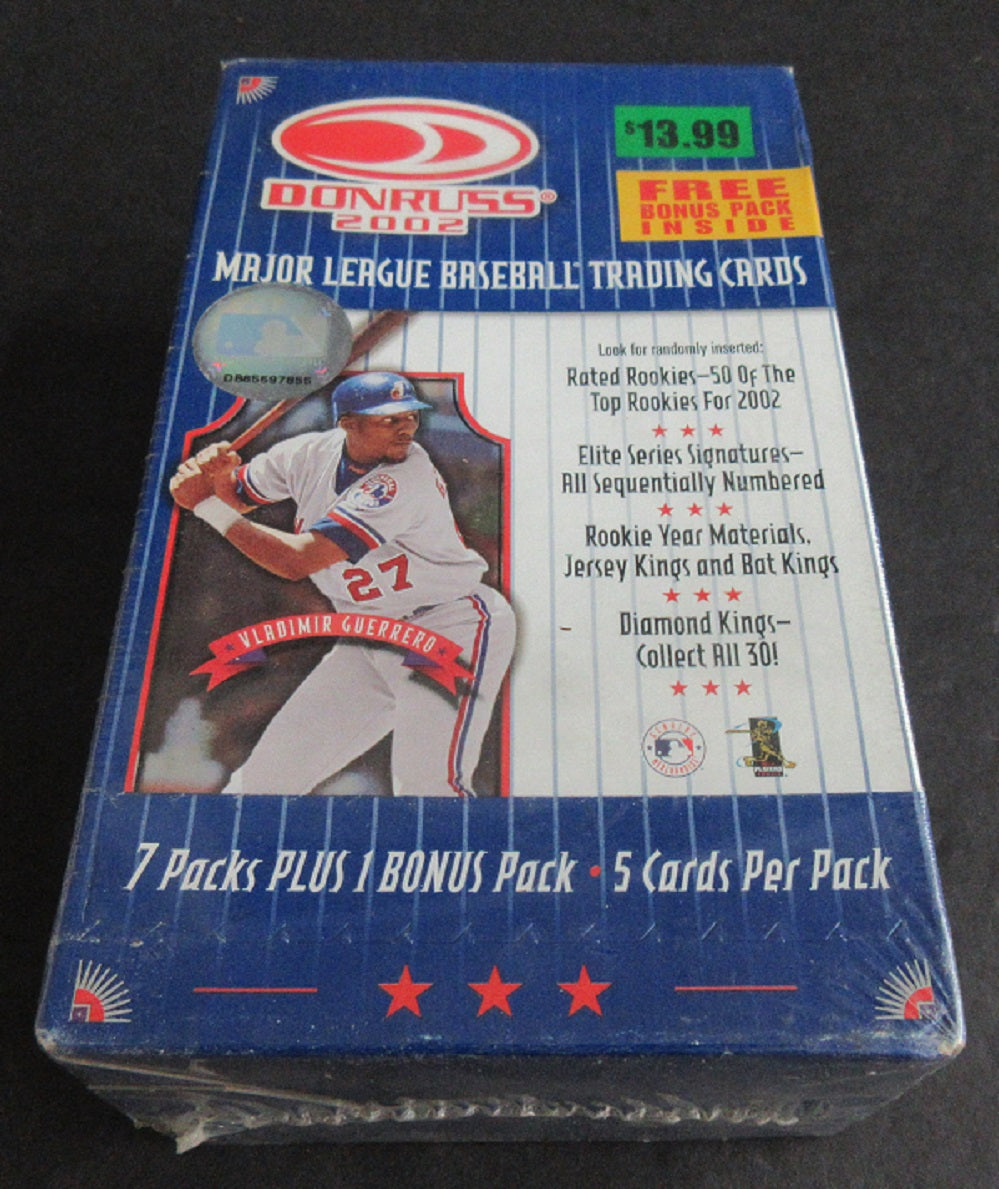 DONRUSS®
2002
$13.99
FREE
BONUS PACK
INSIDE
MAJOR LEAGUE BASEBALL TRADING CARDS
Look for randomly inserted:
Rated Rookies–50 Of The
Top Rookies For 2002
Elite Series Signatures–
All Sequentially Numbered
Rookie Year Materials,
Jersey Kings and Bat Kings
Diamond Kings–
Collect All 30!
27
VLADIMIR GUERRERO
GENUINE
MERCHANDISE
PLAYERS
7 Packs PLUS 1 BONUS Pack • 5 Cards Per Pack